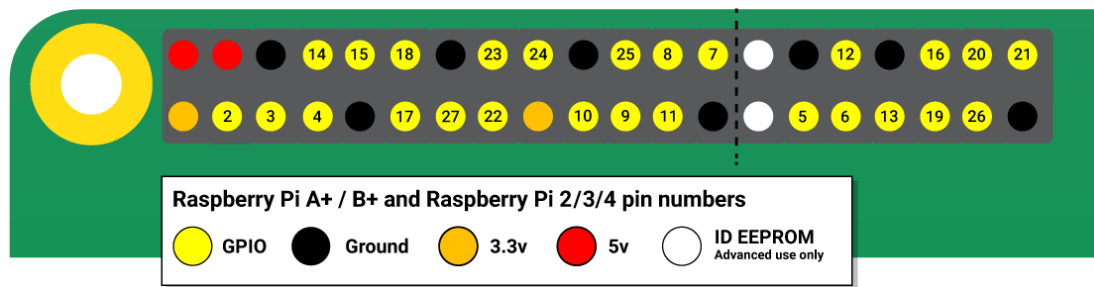 14 15 18 23 24 25 8 7 12 16 20 21
2 3 4 17 27 22 10 9 11 5 6 13 19 26
Raspberry Pi A+ / B+ and Raspberry Pi 2/3/4 pin numbers
GPIO Ground 3.3v 5v ID EEPROM
Advanced use only